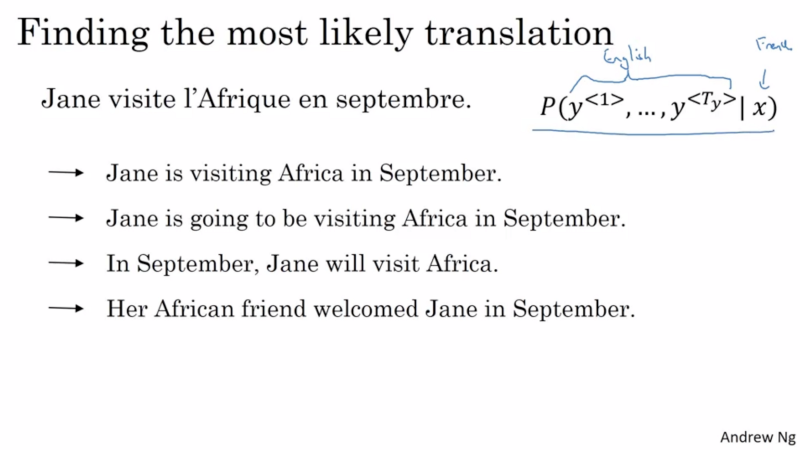 Finding the most likely translation
English
French
Jane visite l'Afrique en septembre.
P(y<1>, …, y<Ty>| x)
→ Jane is visiting Africa in September.
→ Jane is going to be visiting Africa in September.
→ In September, Jane will visit Africa.
→ Her African friend welcomed Jane in September.
Andrew Ng